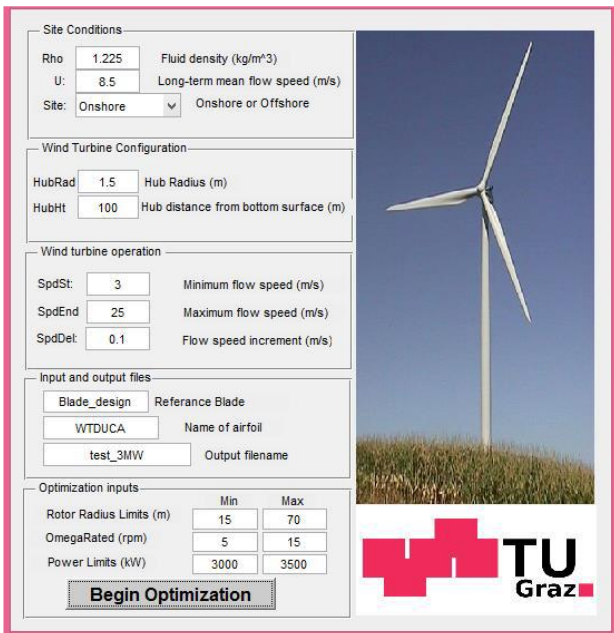 Site Conditions
Rho 1.225 Fluid density (kg/m^3)
U: 8.5 Long-term mean flow speed (m/s)
Site: Onshore Onshore or Offshore
Wind Turbine Configuration
HubRad 1.5 Hub Radius (m)
HubHt 100 Hub distance from bottom surface (m)
Wind turbine operation
SpdSt: 3 Minimum flow speed (m/s)
SpdEnd 25 Maximum flow speed (m/s)
SpdDel: 0.1 Flow speed increment (m/s)
Input and output files
Blade_design Referance Blade
WTDUCA Name of airfoil
test_3MW Output filename
Optimization inputs
Min Max
Rotor Radius Limits (m) 15 70
OmegaRated (rpm) 5 15
Power Limits (kW) 3000 3500
Begin Optimization
TU
Graz